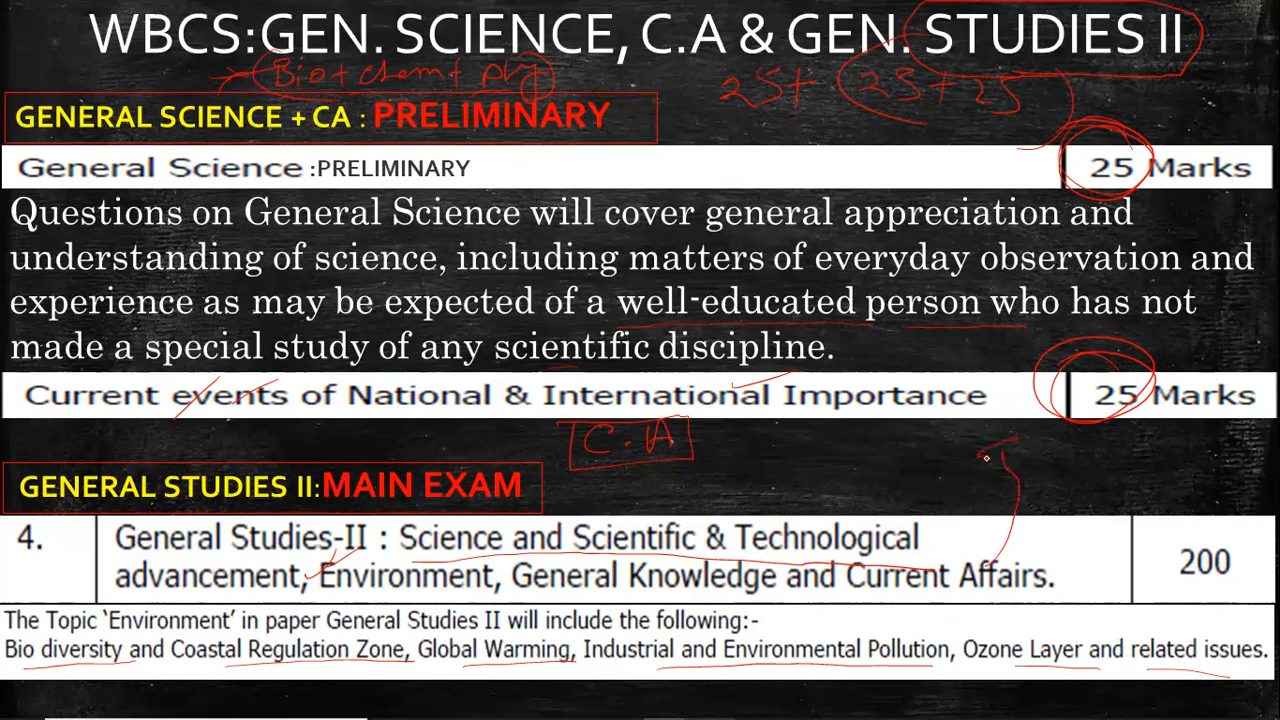 WBCS:GEN. SCIENCE, C.A & GEN. STUDIES II
Bio + chem + phy
25 + 25 + 25
GENERAL SCIENCE + CA : PRELIMINARY
General Science :PRELIMINARY 25 Marks
Questions on General Science will cover general appreciation and
understanding of science, including matters of everyday observation and
experience as may be expected of a well-educated person who has not
made a special study of any scientific discipline.
Current events of National & International Importance 25 Marks
C.A
GENERAL STUDIES II:MAIN EXAM
4. General Studies-II : Science and Scientific & Technological
advancement, Environment, General Knowledge and Current Affairs. 200
The Topic ‘Environment’ in paper General Studies II will include the following:-
Bio diversity and Coastal Regulation Zone, Global Warming, Industrial and Environmental Pollution, Ozone Layer and related issues.